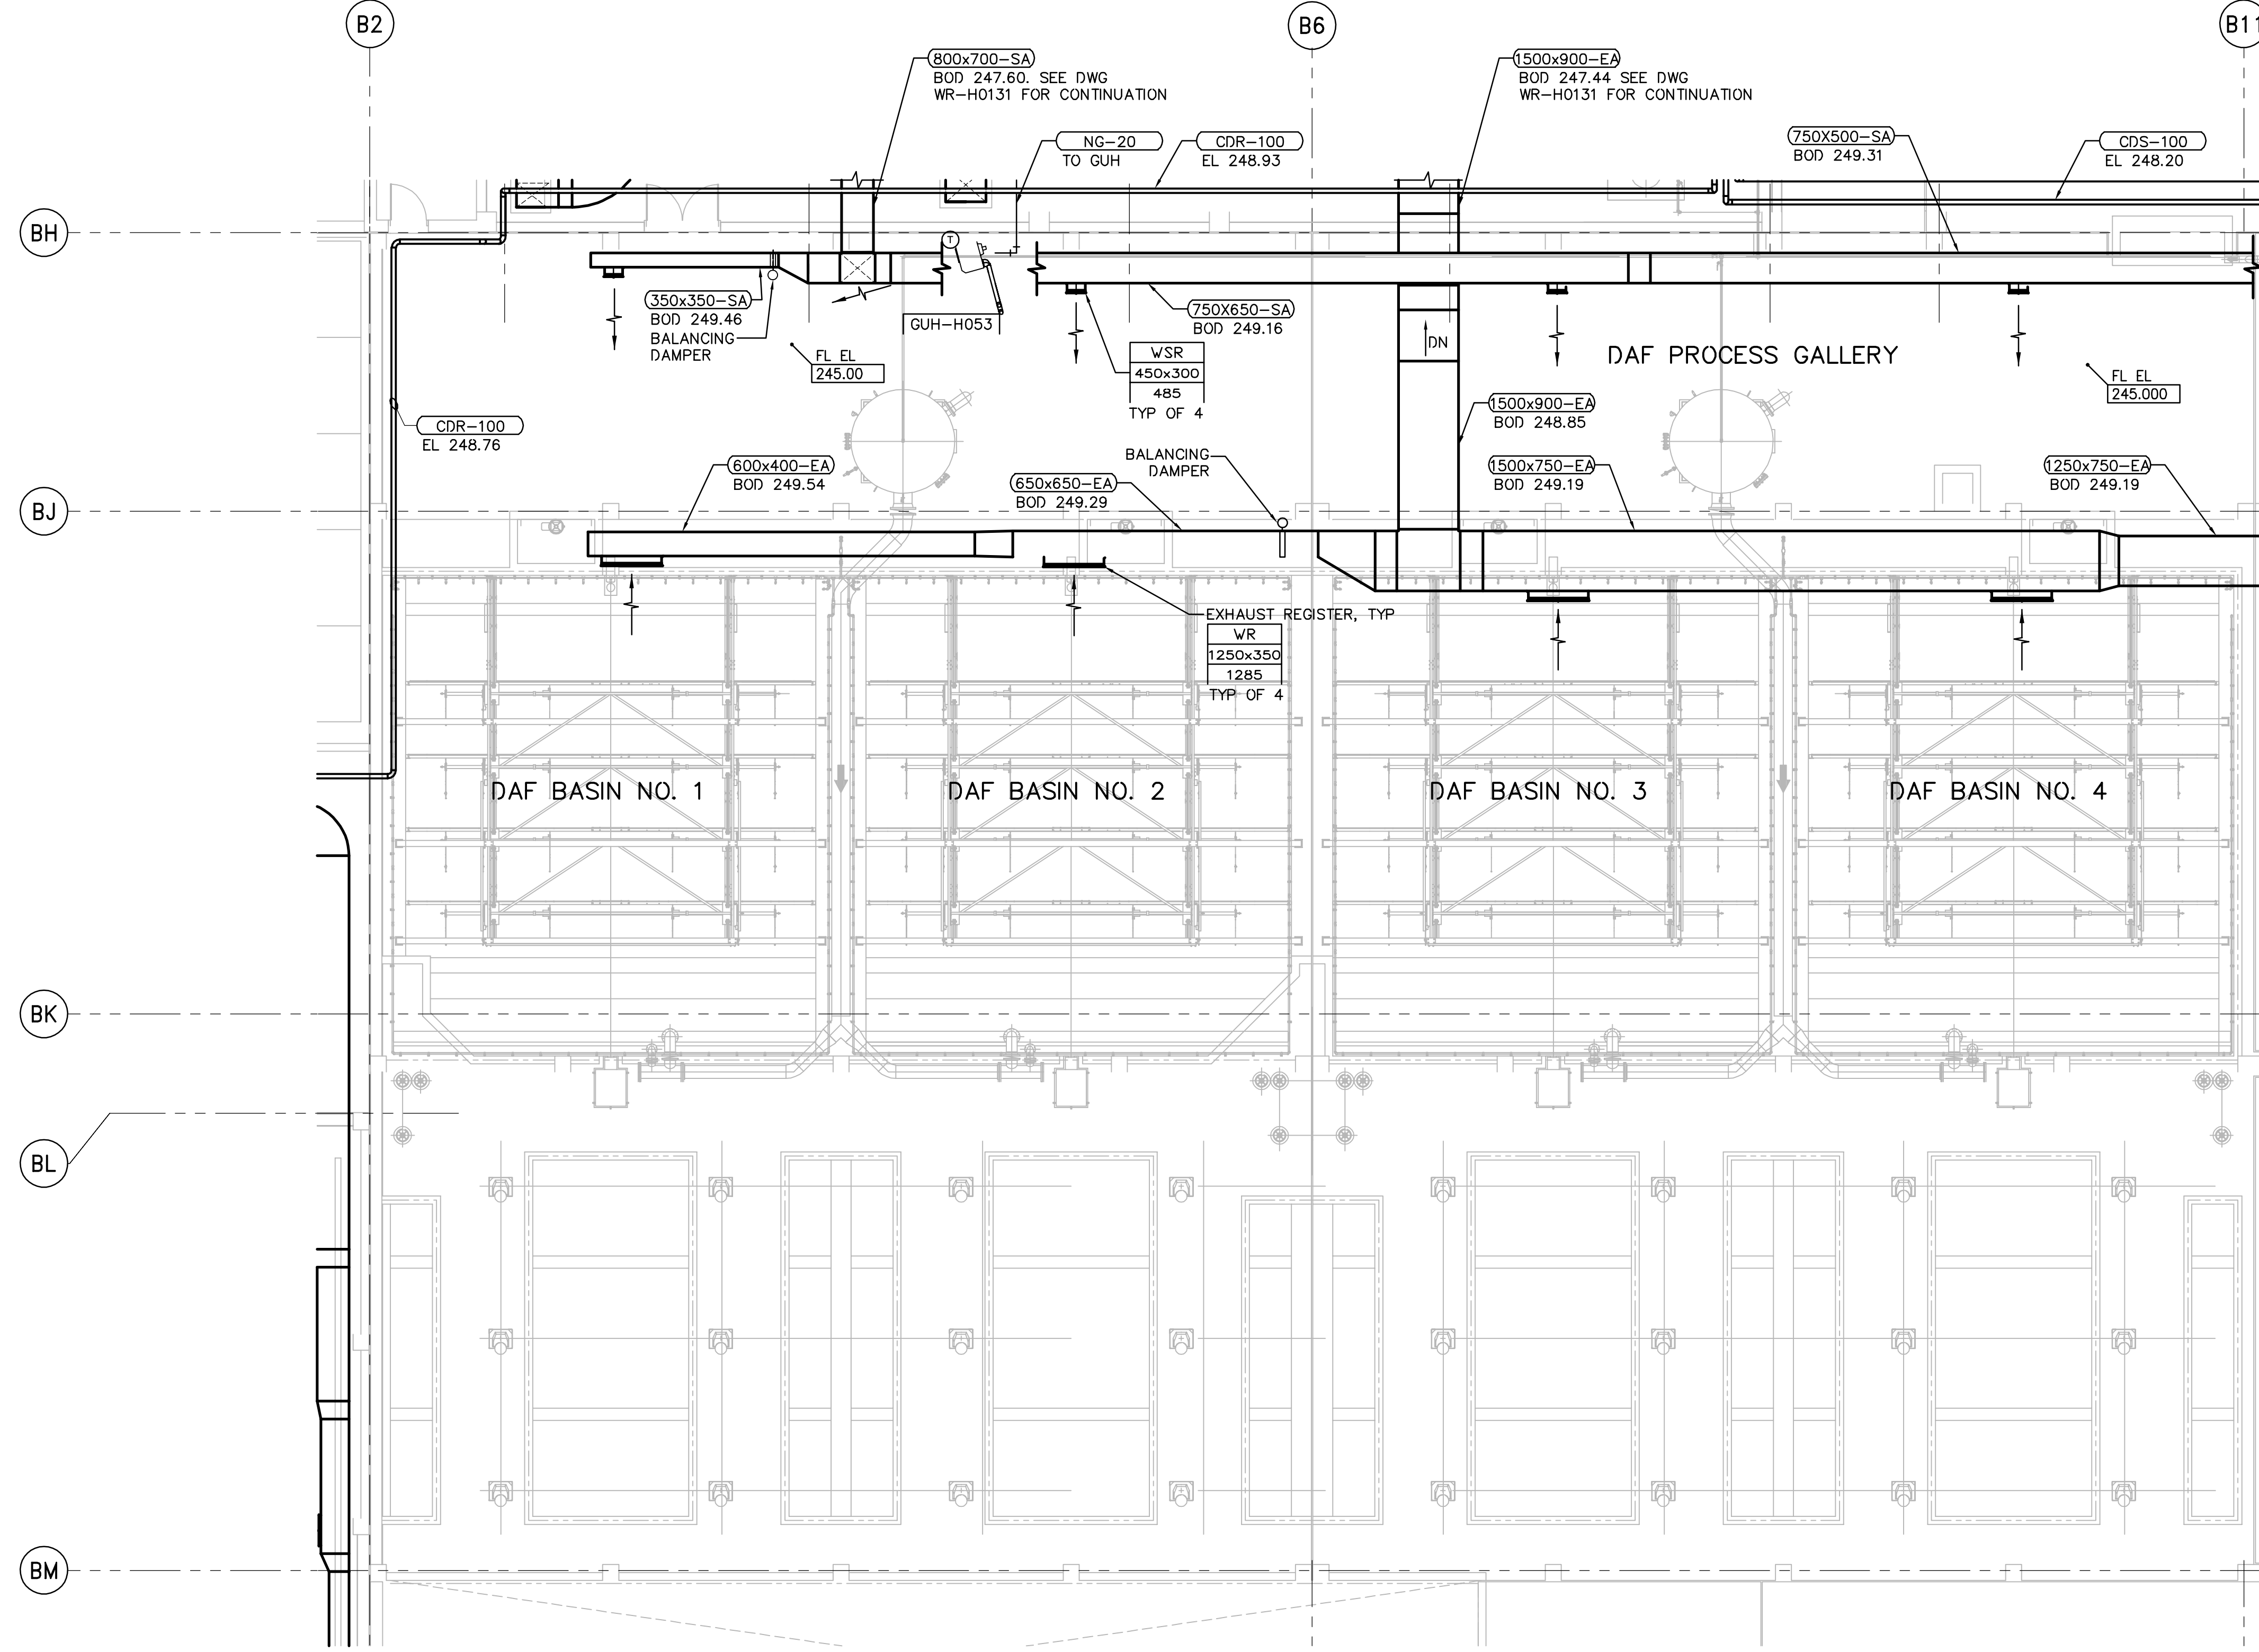 B2
B6
B11
800x700-SA
BOD 247.60. SEE DWG
WR-H0131 FOR CONTINUATION
1500x900-EA
BOD 247.44 SEE DWG
WR-H0131 FOR CONTINUATION
NG-20
TO GUH
CDR-100
EL 248.93
750X500-SA
BOD 249.31
CDS-100
EL 248.20
BH
T
350x350-SA
BOD 249.46
BALANCING
DAMPER
GUH-H053
750X650-SA
BOD 249.16
FL EL
245.00
WSR
450x300
485
TYP OF 4
DN
DAF PROCESS GALLERY
FL EL
245.000
CDR-100
EL 248.76
1500x900-EA
BOD 248.85
600x400-EA
BOD 249.54
650x650-EA
BOD 249.29
BALANCING
DAMPER
1500x750-EA
BOD 249.19
1250x750-EA
BOD 249.19
BJ
EXHAUST REGISTER, TYP
WR
1250x350
1285
TYP OF 4
DAF BASIN NO. 1
DAF BASIN NO. 2
DAF BASIN NO. 3
DAF BASIN NO. 4
BK
BL
BM